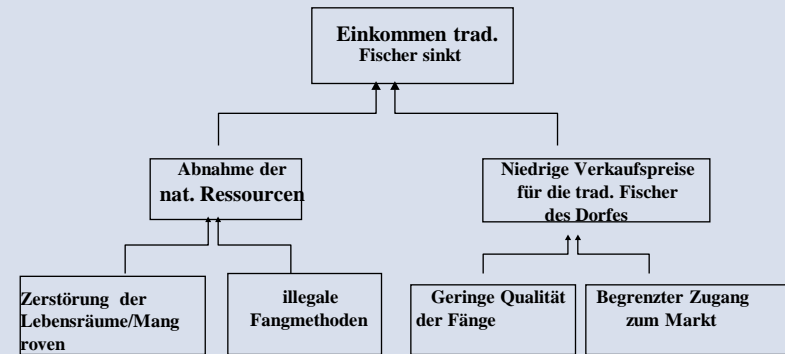 Einkommen trad.
Fischer sinkt
Abnahme der
nat. Ressourcen
Niedrige Verkaufspreise
für die trad. Fischer
des Dorfes
Zerstörung der
Lebensräume/Mang
roven
illegale
Fangmethoden
Geringe Qualität
der Fänge
Begrenzter Zugang
zum Markt